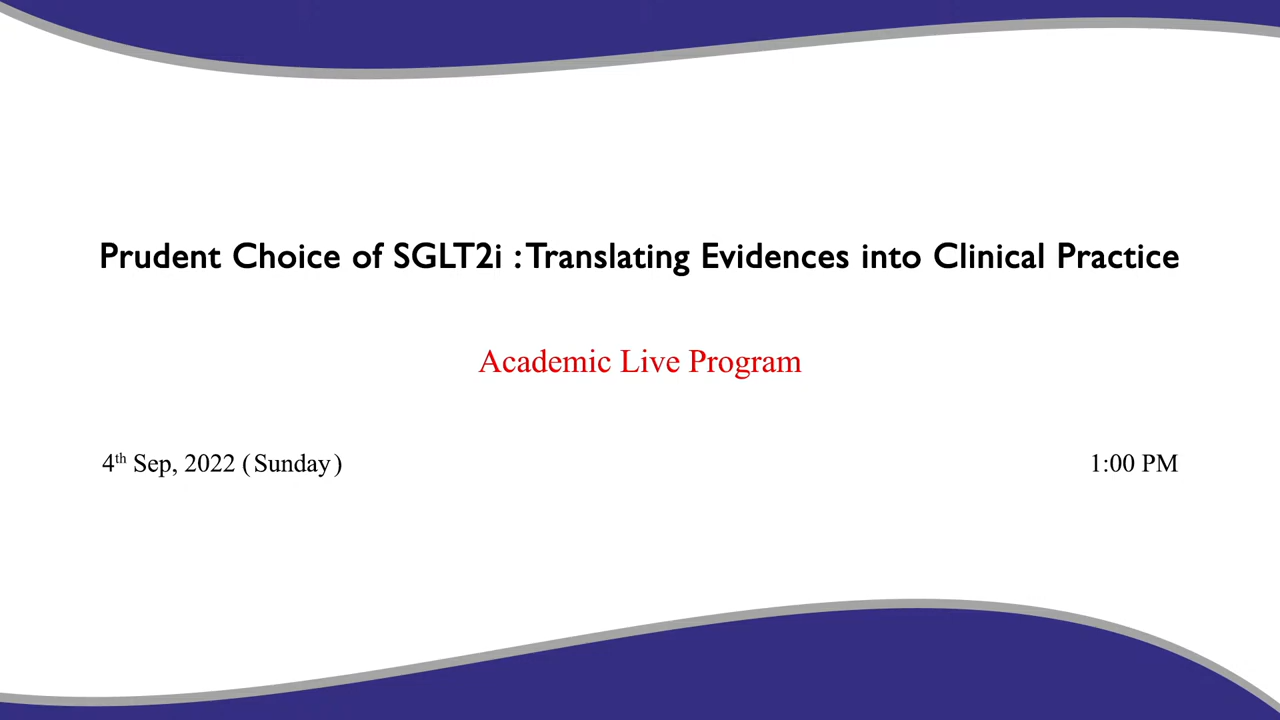 Prudent Choice of SGLT2i : Translating Evidences into Clinical Practice
Academic Live Program
4th Sep, 2022 ( Sunday ) 1:00 PM